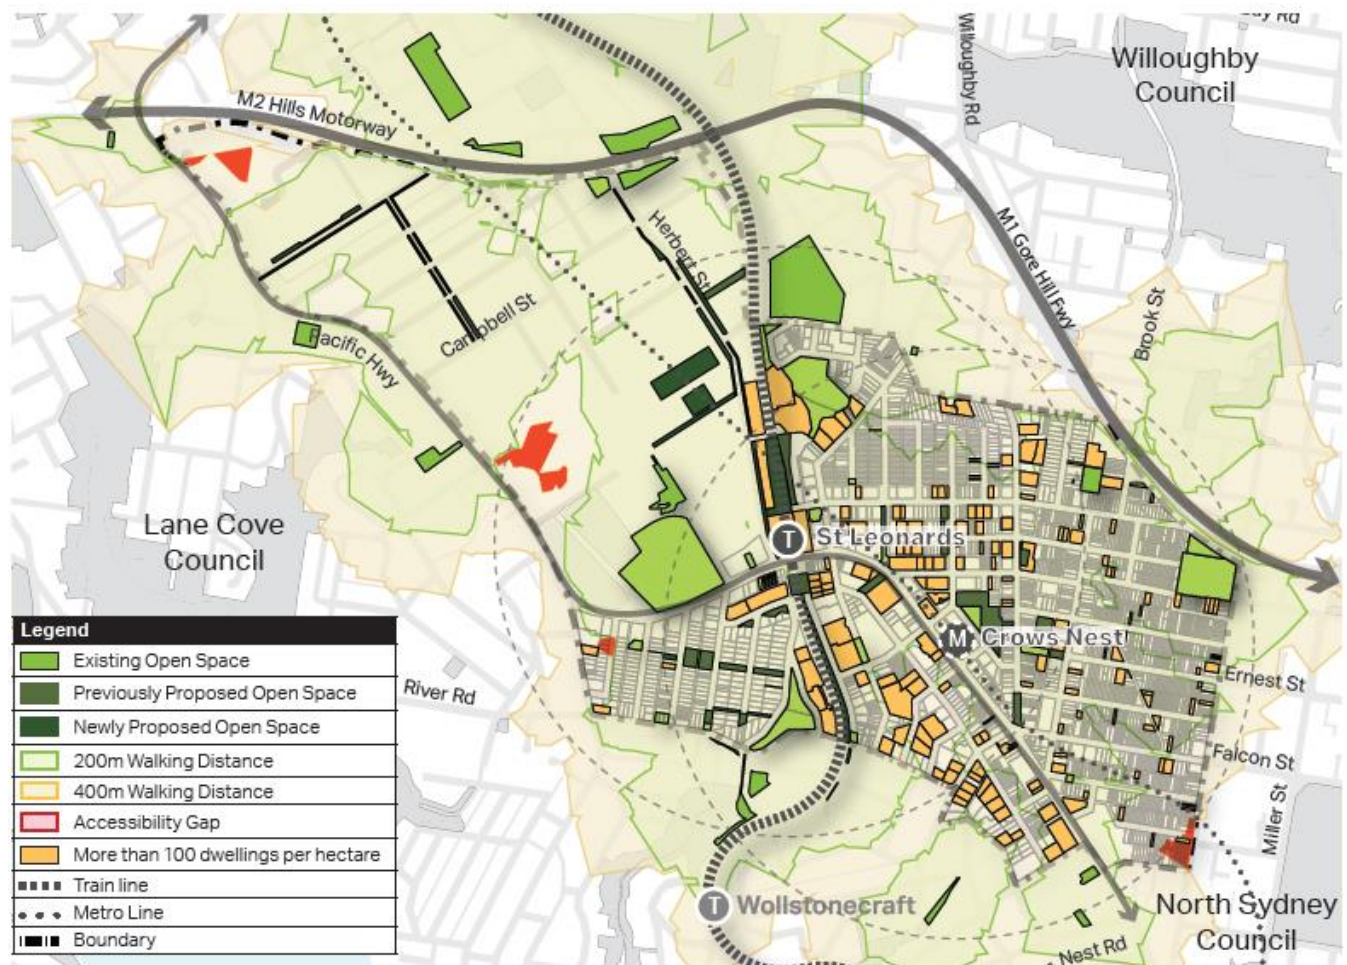 ay Rd
Willoughby Rd
Willoughby
Council
M2 Hills Motorway
Herbert St
M1 Gore Hill Fwy
Brook St
Campbell St
Pacific Hwy
Lane Cove
Council
T St Leonards
M Crows Nest
Ernest St
River Rd
Falcon St
Miller St
T Wollstonecraft
North Sydney
Council
Nest Rd
Legend
Existing Open Space
Previously Proposed Open Space
Newly Proposed Open Space
200m Walking Distance
400m Walking Distance
Accessibility Gap
More than 100 dwellings per hectare
Train line
Metro Line
Boundary